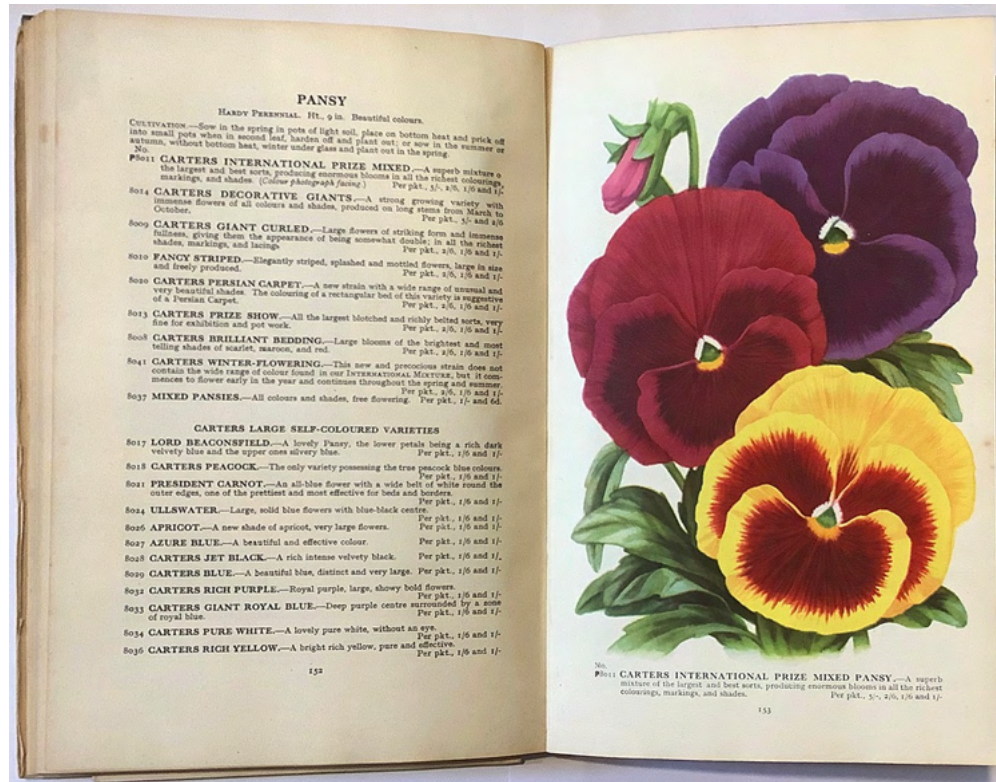 PANSY
HARDY PERENNIAL. Ht., 9 in. Beautiful colours.
CULTIVATION.—Sow in the spring in pots of light soil, place on bottom heat and prick off
into small pots when in second leaf, harden off and plant out; or sow in the summer or
autumn, without bottom heat, winter under glass and plant out in the spring.
No.
P8011 CARTERS INTERNATIONAL PRIZE MIXED.—A superb mixture o
the largest and best sorts, producing enormous blooms in all the richest colourings,
markings, and shades. (Colour photograph facing.) Per pkt., 5/-, 2/6, 1/6 and 1/-
8014 CARTERS DECORATIVE GIANTS.—A strong growing variety with
immense flowers of all colours and shades, produced on long stems from March to
October. Per pkt., 5/- and 2/6
8009 CARTERS GIANT CURLED.—Large flowers of striking form and immense
fullness, giving them the appearance of being somewhat double; in all the richest
shades, markings, and lacings Per pkt., 2/6, 1/6 and 1/-
8010 FANCY STRIPED.—Elegantly striped, splashed and mottled flowers, large in size
and freely produced. Per pkt., 2/6, 1/6 and 1/-
8020 CARTERS PERSIAN CARPET.—A new strain with a wide range of unusual and
very beautiful shades. The colouring of a rectangular bed of this variety is suggestive
of a Persian Carpet. Per pkt., 2/6, 1/6 and 1/-
8013 CARTERS PRIZE SHOW.—All the largest blotched and richly belted sorts, very
fine for exhibition and pot work. Per pkt., 2/6, 1/6 and 1/-
8008 CARTERS BRILLIANT BEDDING.—Large blooms of the brightest and most
telling shades of scarlet, maroon, and red. Per pkt., 2/6, 1/6 and 1/-
8041 CARTERS WINTER-FLOWERING.—This new and precocious strain does not
contain the wide range of colour found in our INTERNATIONAL MIXTURE, but it com-
mences to flower early in the year and continues throughout the spring and summer.
Per pkt., 2/6, 1/6 and 1/-
8037 MIXED PANSIES.—All colours and shades, free flowering. Per pkt., 1/- and 6d.
CARTERS LARGE SELF-COLOURED VARIETIES
8017 LORD BEACONSFIELD.—A lovely Pansy, the lower petals being a rich dark
velvety blue and the upper ones silvery blue. Per pkt., 1/6 and 1/-
8018 CARTERS PEACOCK.—The only variety possessing the true peacock blue colours.
Per pkt., 1/6 and 1/-
8021 PRESIDENT CARNOT.—An all-blue flower with a wide belt of white round the
outer edges, one of the prettiest and most effective for beds and borders.
Per pkt., 1/6 and 1/-
8024 ULLSWATER.—Large, solid blue flowers with blue-black centre.
Per pkt., 1/6 and 1/-
8026 APRICOT.—A new shade of apricot, very large flowers. Per pkt., 1/6 and 1/-
8027 AZURE BLUE.—A beautiful and effective colour. Per pkt., 1/6 and 1/-
8028 CARTERS JET BLACK.—A rich intense velvety black. Per pkt., 1/6 and 1/-
8029 CARTERS BLUE.—A beautiful blue, distinct and very large. Per pkt., 1/6 and 1/-
8032 CARTERS RICH PURPLE.—Royal purple, large, showy bold flowers.
Per pkt., 1/6 and 1/-
8033 CARTERS GIANT ROYAL BLUE.—Deep purple centre surrounded by a zone
of royal blue. Per pkt., 1/6 and 1/-
8034 CARTERS PURE WHITE.—A lovely pure white, without an eye.
Per pkt., 1/6 and 1/-
8036 CARTERS RICH YELLOW.—A bright rich yellow, pure and effective.
Per pkt., 1/6 and 1/-
152
No.
P8011 CARTERS INTERNATIONAL PRIZE MIXED PANSY.—A superb
mixture of the largest and best sorts, producing enormous blooms in all the richest
colourings, markings, and shades. Per pkt., 5/-, 2/6, 1/6 and 1/-
153